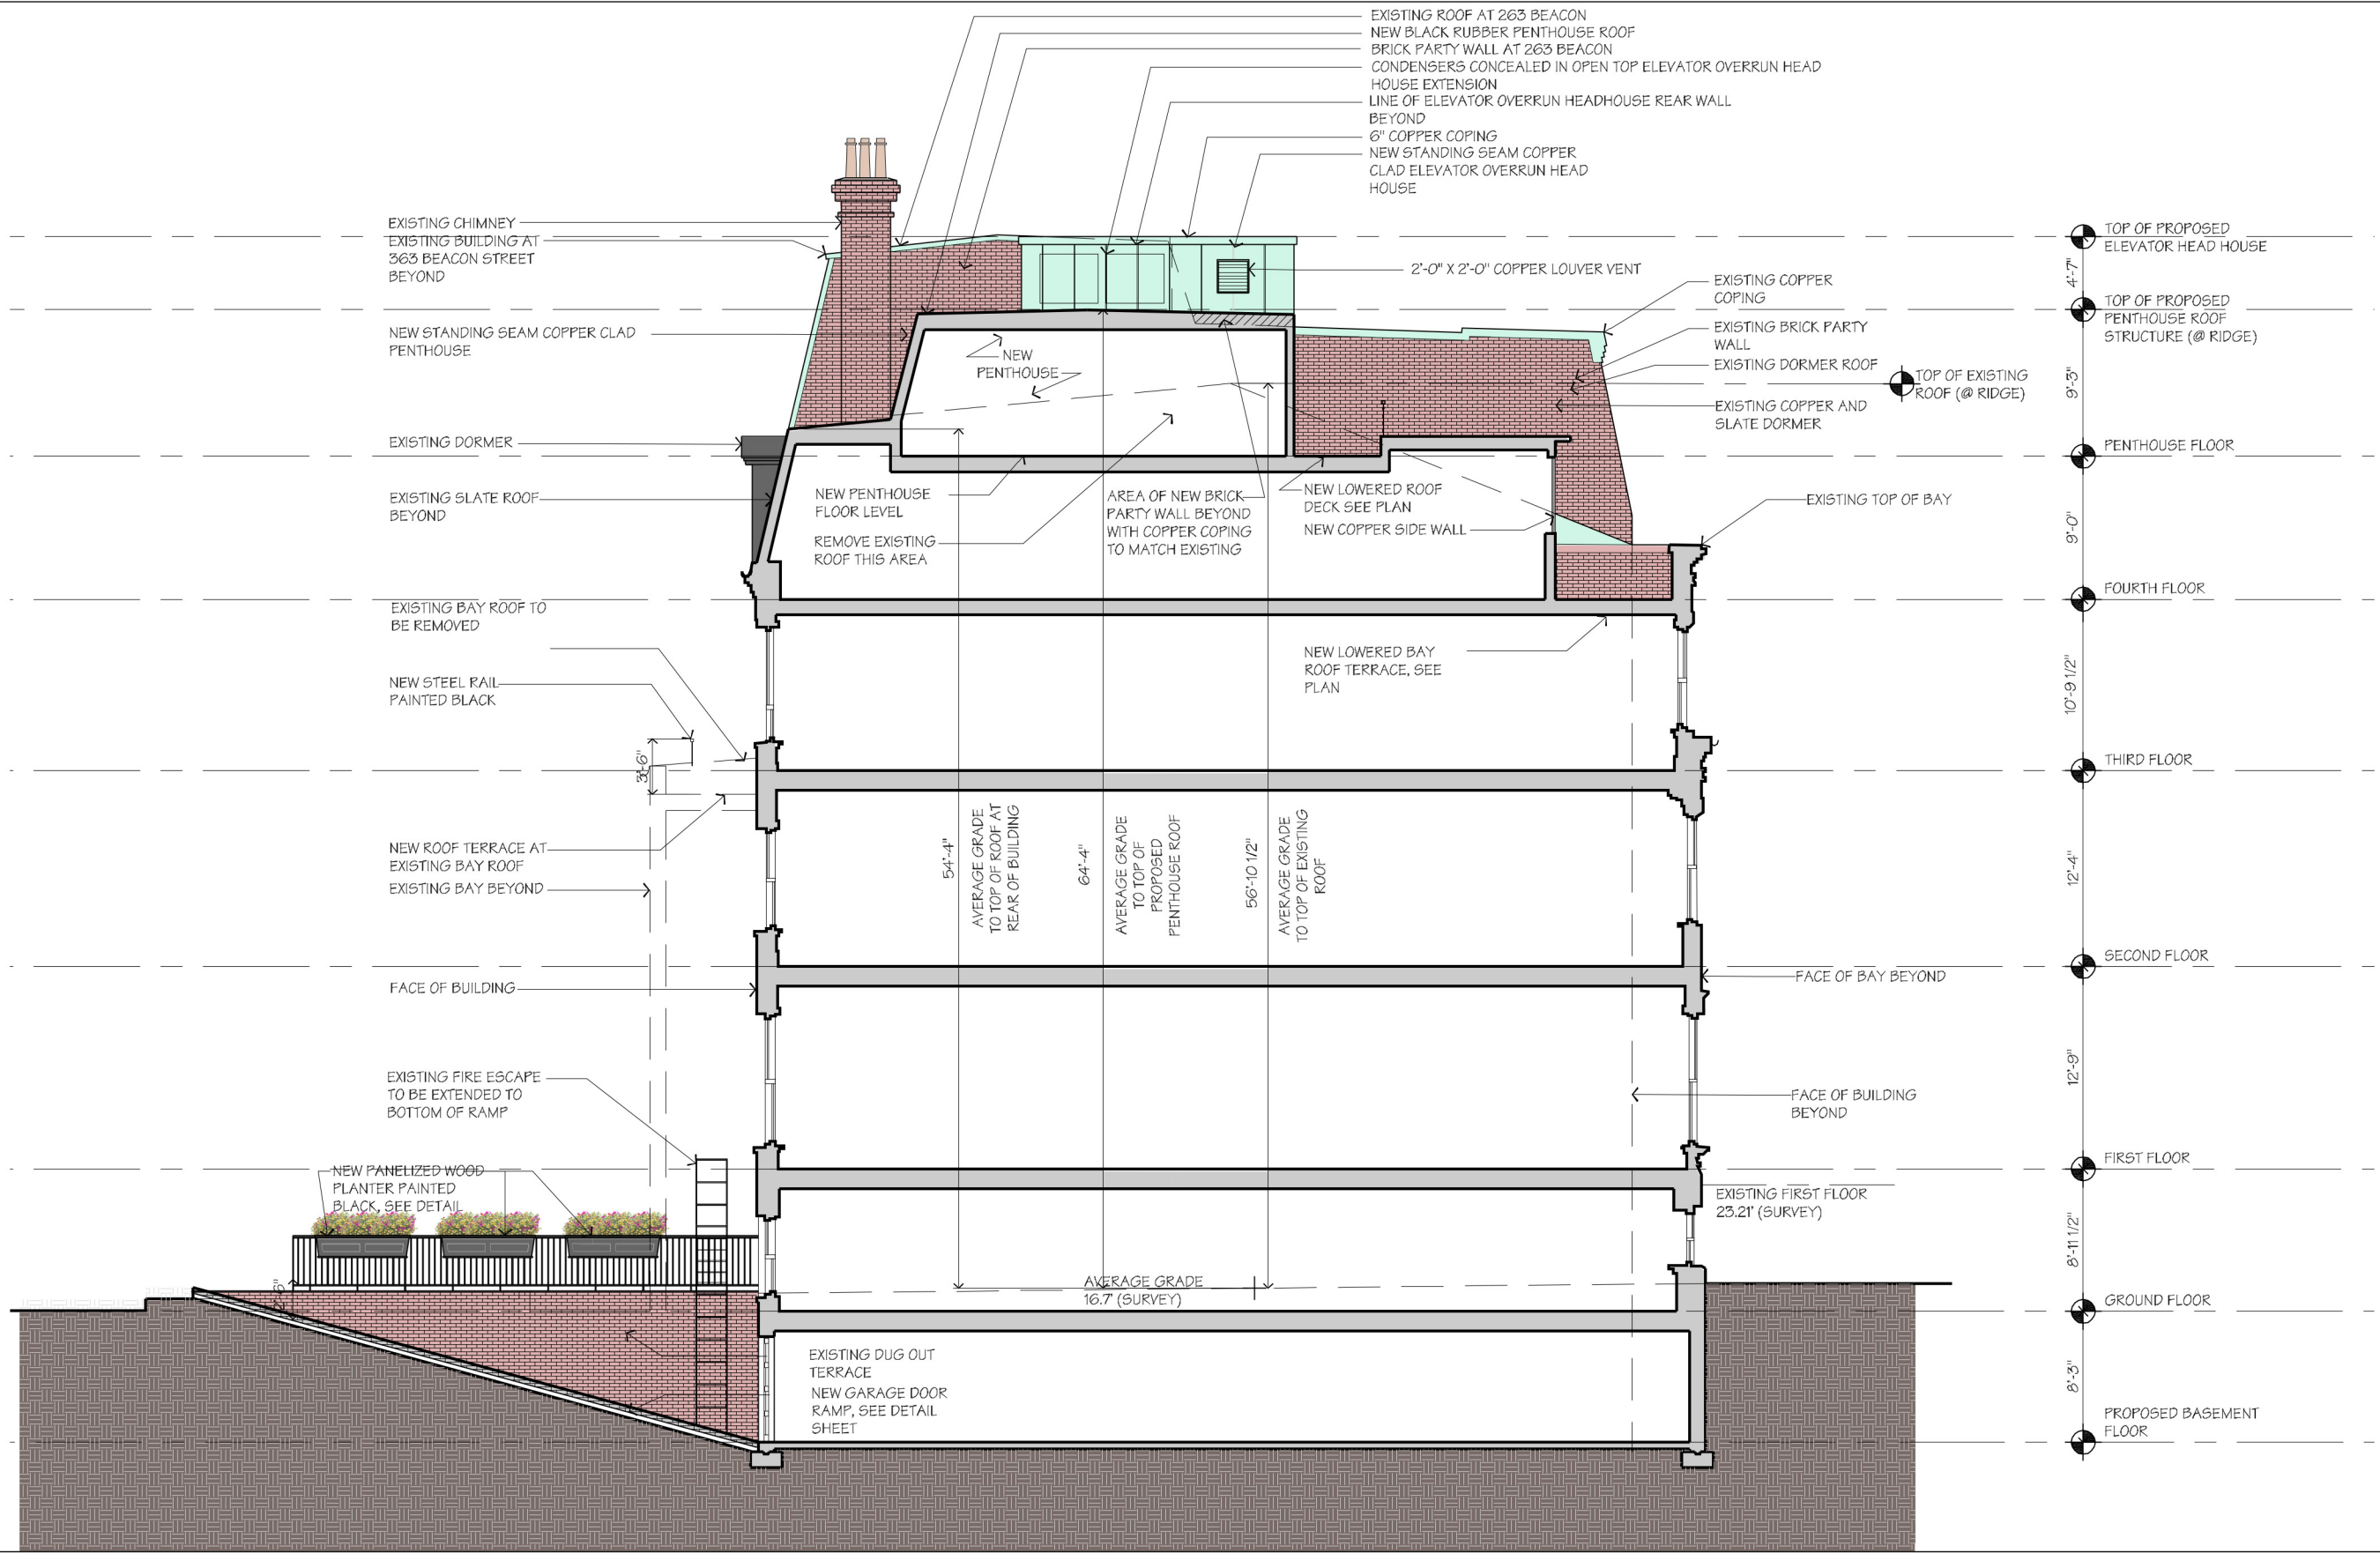 EXISTING ROOF AT 263 BEACON
NEW BLACK RUBBER PENTHOUSE ROOF
BRICK PARTY WALL AT 263 BEACON
CONDENSERS CONCEALED IN OPEN TOP ELEVATOR OVERRUN HEAD
HOUSE EXTENSION
LINE OF ELEVATOR OVERRUN HEADHOUSE REAR WALL
BEYOND
6" COPPER COPING
NEW STANDING SEAM COPPER
CLAD ELEVATOR OVERRUN HEAD
HOUSE
EXISTING CHIMNEY
EXISTING BUILDING AT
363 BEACON STREET
BEYOND
NEW STANDING SEAM COPPER CLAD
PENTHOUSE
EXISTING DORMER
EXISTING SLATE ROOF
BEYOND
EXISTING BAY ROOF TO
BE REMOVED
NEW STEEL RAIL
PAINTED BLACK
3'-6"
NEW ROOF TERRACE AT
EXISTING BAY ROOF
EXISTING BAY BEYOND
FACE OF BUILDING
EXISTING FIRE ESCAPE
TO BE EXTENDED TO
BOTTOM OF RAMP
NEW PANELIZED WOOD
PLANTER PAINTED
BLACK, SEE DETAIL
2'-0" X 2'-0" COPPER LOUVER VENT
NEW
PENTHOUSE
NEW PENTHOUSE
FLOOR LEVEL
REMOVE EXISTING
ROOF THIS AREA
AREA OF NEW BRICK
PARTY WALL BEYOND
WITH COPPER COPING
TO MATCH EXISTING
NEW LOWERED ROOF
DECK SEE PLAN
NEW COPPER SIDE WALL
NEW LOWERED BAY
ROOF TERRACE, SEE
PLAN
54'-4"
AVERAGE GRADE
TO TOP OF ROOF AT
REAR OF BUILDING
64'-4"
AVERAGE GRADE
TO TOP OF
PROPOSED
PENTHOUSE ROOF
56'-10 1/2"
AVERAGE GRADE
TO TOP OF EXISTING
ROOF
AVERAGE GRADE
16.7' (SURVEY)
EXISTING DUG OUT
TERRACE
NEW GARAGE DOOR
RAMP, SEE DETAIL
SHEET
EXISTING COPPER
COPING
EXISTING BRICK PARTY
WALL
EXISTING DORMER ROOF
EXISTING COPPER AND
SLATE DORMER
TOP OF EXISTING
ROOF (@ RIDGE)
EXISTING TOP OF BAY
FACE OF BAY BEYOND
FACE OF BUILDING
BEYOND
EXISTING FIRST FLOOR
23.21' (SURVEY)
TOP OF PROPOSED
ELEVATOR HEAD HOUSE
4'-7"
TOP OF PROPOSED
PENTHOUSE ROOF
STRUCTURE (@ RIDGE)
9'-3"
PENTHOUSE FLOOR
9'-0"
FOURTH FLOOR
10'-9 1/2"
THIRD FLOOR
12'-4"
SECOND FLOOR
12'-9"
FIRST FLOOR
8'-11 1/2"
GROUND FLOOR
8'-3"
PROPOSED BASEMENT
FLOOR